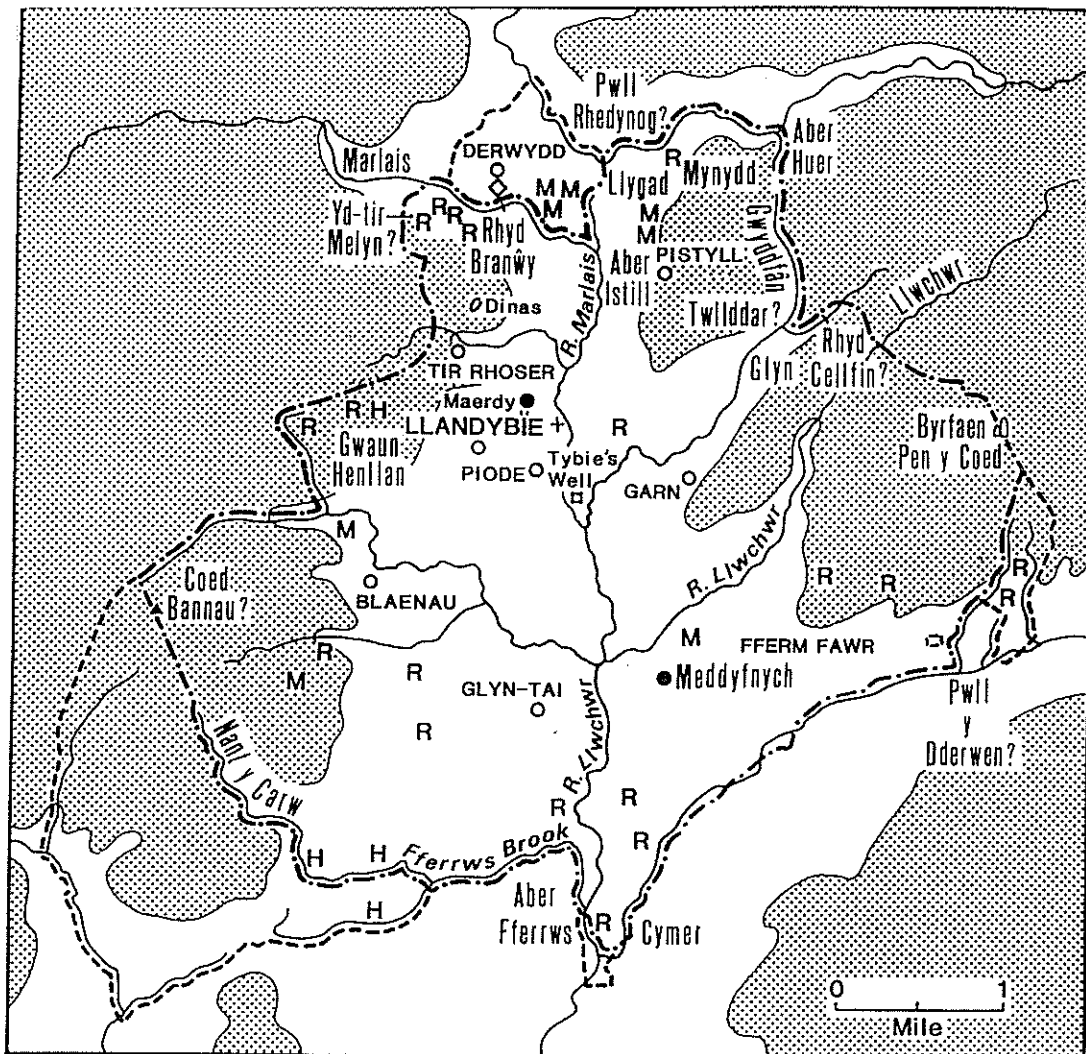 Pwll
Rhedynog?
Aber
Huer
Marlais
DERWYDD
R
Mynydd
Llygad
M M
M
M
M
Yd-tir
Melyn?
R R R
R
Rhyd
Branŵy
R. Marlais
Aber
Istill
PISTYLL
Gwyddfân
Llwchwr
Dinas
Twllddar?
TIR RHOSER
Glyn
Rhyd
Cellfin?
Maerdy
R H
R
LLANDYBÏE +
R
Byrfaen a
Pen y Coed
Gwaun
Henllan
PIODE
Tybie's
Well
GARN
M
R. Llwchwr
Coed
Bannau?
BLAENAU
R
R
R
R
M
FFERM FAWR
R
M
R
GLYN-TAI
Meddyfnych
R
Pwll
y
Dderwen?
Nant y Carw
R. Llwchwr
R
R
R
H
H
Fferrws Brook
H
Aber
Fferrws
R
Cymer
0 1
Mile